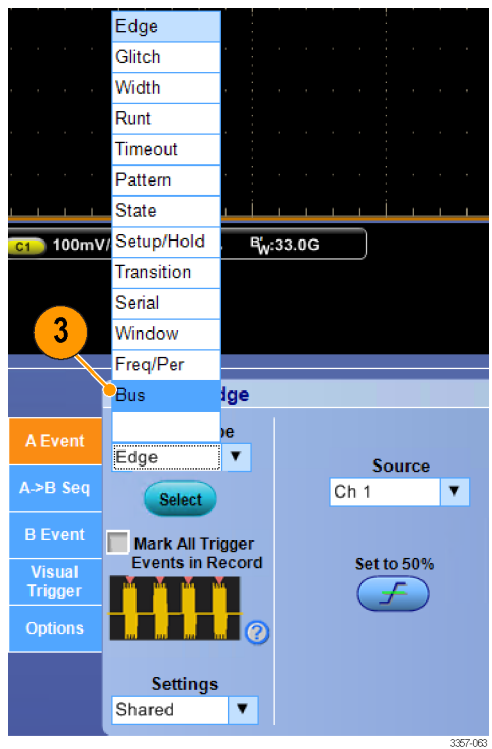 Edge
Glitch
Width
Runt
Timeout
Pattern
State
Setup/Hold
Transition
Serial
Window
Freq/Per
Bus
C1 100mV/
BW:33.0G
3
A Event
A->B Seq
B Event
Visual
Trigger
Options
Edge
Select
Mark All Trigger
Events in Record
Settings
Shared
Source
Ch 1
Set to 50%
3357-063